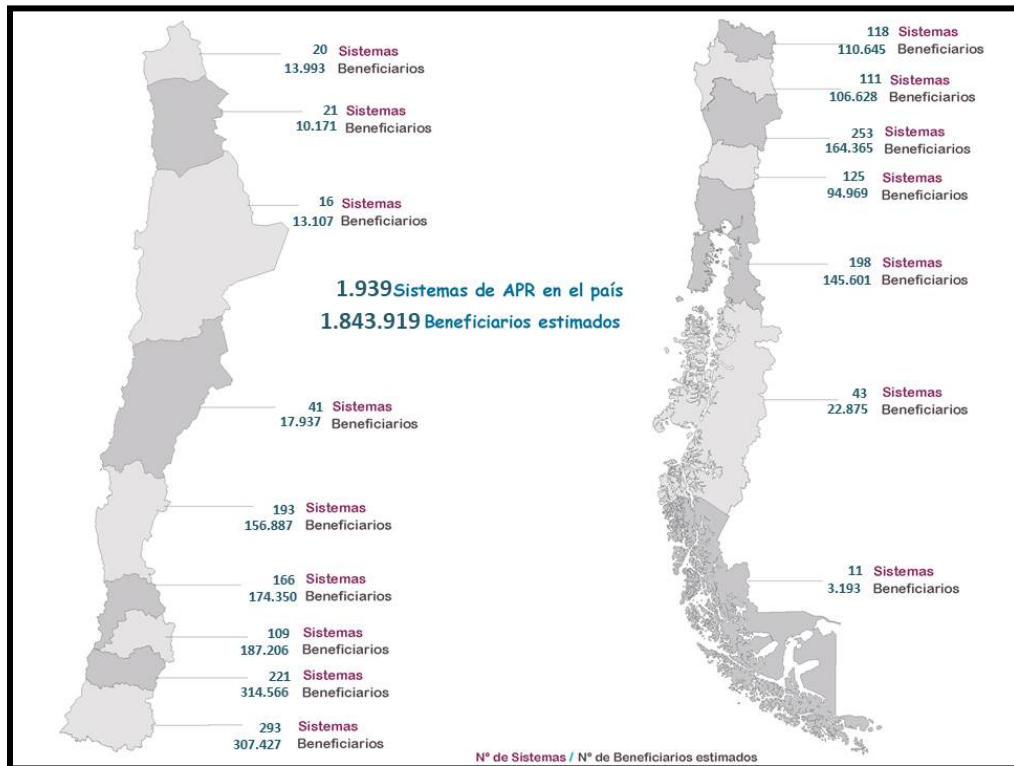 20 Sistemas
13.993 Beneficiarios
21 Sistemas
10.171 Beneficiarios
16 Sistemas
13.107 Beneficiarios
1.939 Sistemas de APR en el país
1.843.919 Beneficiarios estimados
41 Sistemas
17.937 Beneficiarios
193 Sistemas
156.887 Beneficiarios
166 Sistemas
174.350 Beneficiarios
109 Sistemas
187.206 Beneficiarios
221 Sistemas
314.566 Beneficiarios
293 Sistemas
307.427 Beneficiarios
118 Sistemas
110.645 Beneficiarios
111 Sistemas
106.628 Beneficiarios
253 Sistemas
164.365 Beneficiarios
125 Sistemas
94.969 Beneficiarios
198 Sistemas
145.601 Beneficiarios
43 Sistemas
22.875 Beneficiarios
11 Sistemas
3.193 Beneficiarios
N° de Sistemas / N° de Beneficiarios estimados